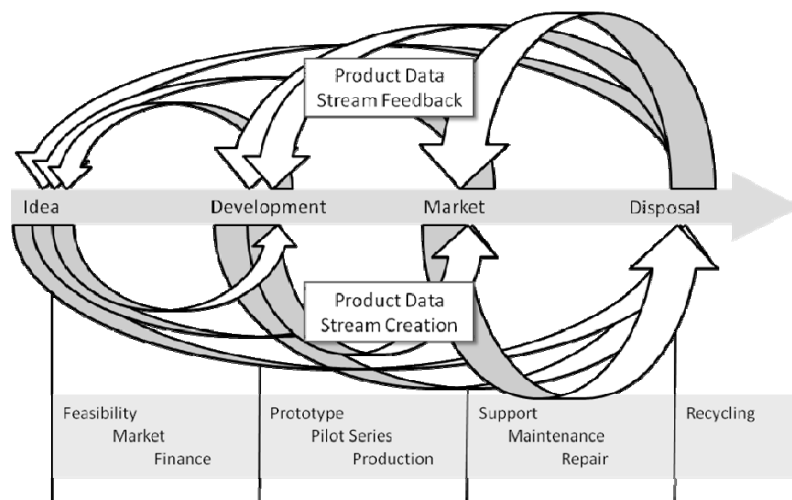 Product Data
Stream Feedback
Idea
Development
Market
Disposal
Product Data
Stream Creation
Feasibility
Market
Finance
Prototype
Pilot Series
Production
Support
Maintenance
Repair
Recycling